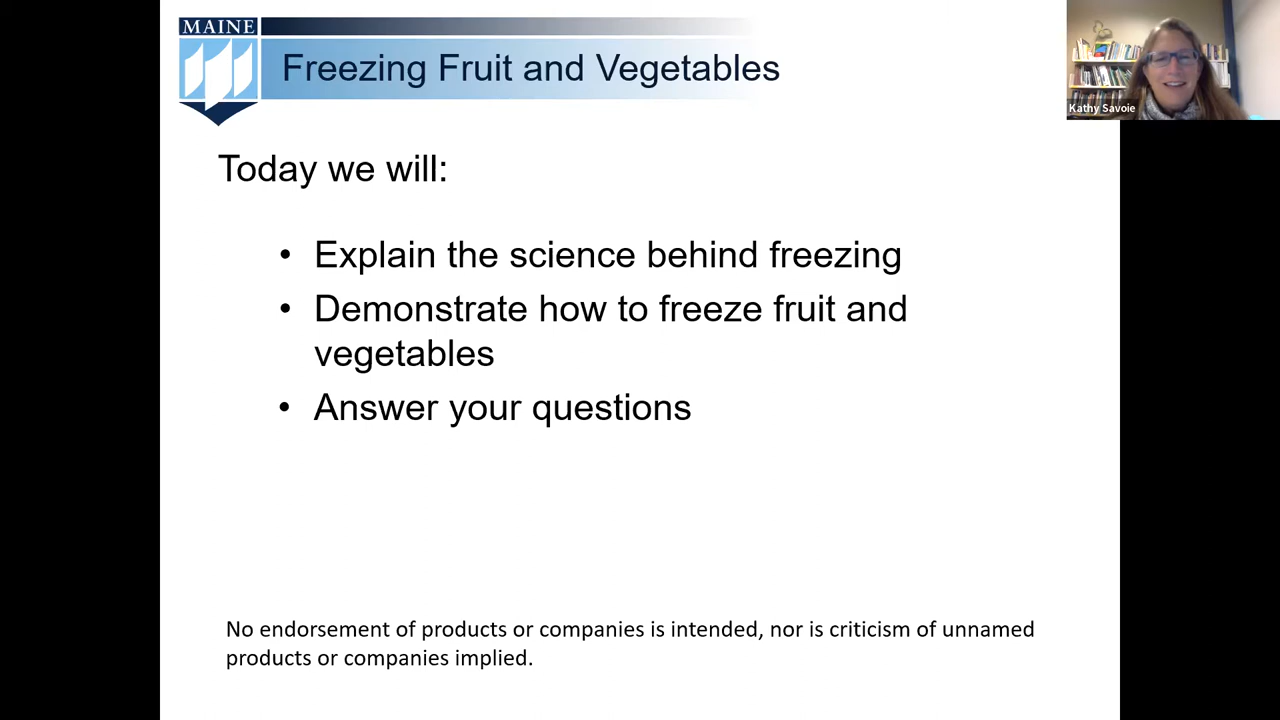 MAINE
Freezing Fruit and Vegetables
Kathy Savoie
Today we will:
• Explain the science behind freezing
• Demonstrate how to freeze fruit and
vegetables
• Answer your questions
No endorsement of products or companies is intended, nor is criticism of unnamed
products or companies implied.